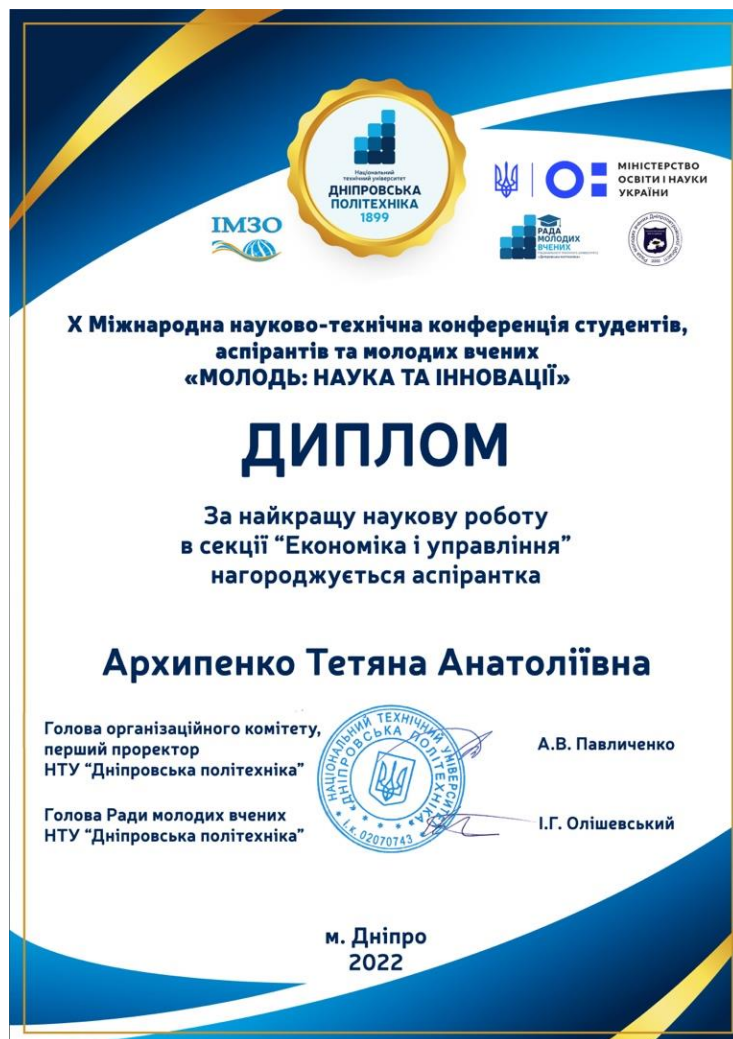 Національний
технічний університет
ДНІПРОВСЬКА
ПОЛІТЕХНІКА
1899
ІМЗО
МІНІСТЕРСТВО
ОСВІТИ І НАУКИ
УКРАЇНИ
РАДА
МОЛОДИХ
ВЧЕНИХ
Х Міжнародна науково-технічна конференція студентів,
аспірантів та молодих вчених
«МОЛОДЬ: НАУКА ТА ІННОВАЦІЇ»
ДИПЛОМ
За найкращу наукову роботу
в секції “Економіка і управління”
нагороджується аспірантка
Архипенко Тетяна Анатоліївна
Голова організаційного комітету,
перший проректор
НТУ “Дніпровська політехніка”
А.В. Павличенко
Голова Ради молодих вчених
НТУ “Дніпровська політехніка”
І.Г. Олішевський
НАЦІОНАЛЬНИЙ ТЕХНІЧНИЙ УНІВЕРСИТЕТ
«ДНІПРОВСЬКА ПОЛІТЕХНІКА»
І.к. 02070743
м. Дніпро
2022